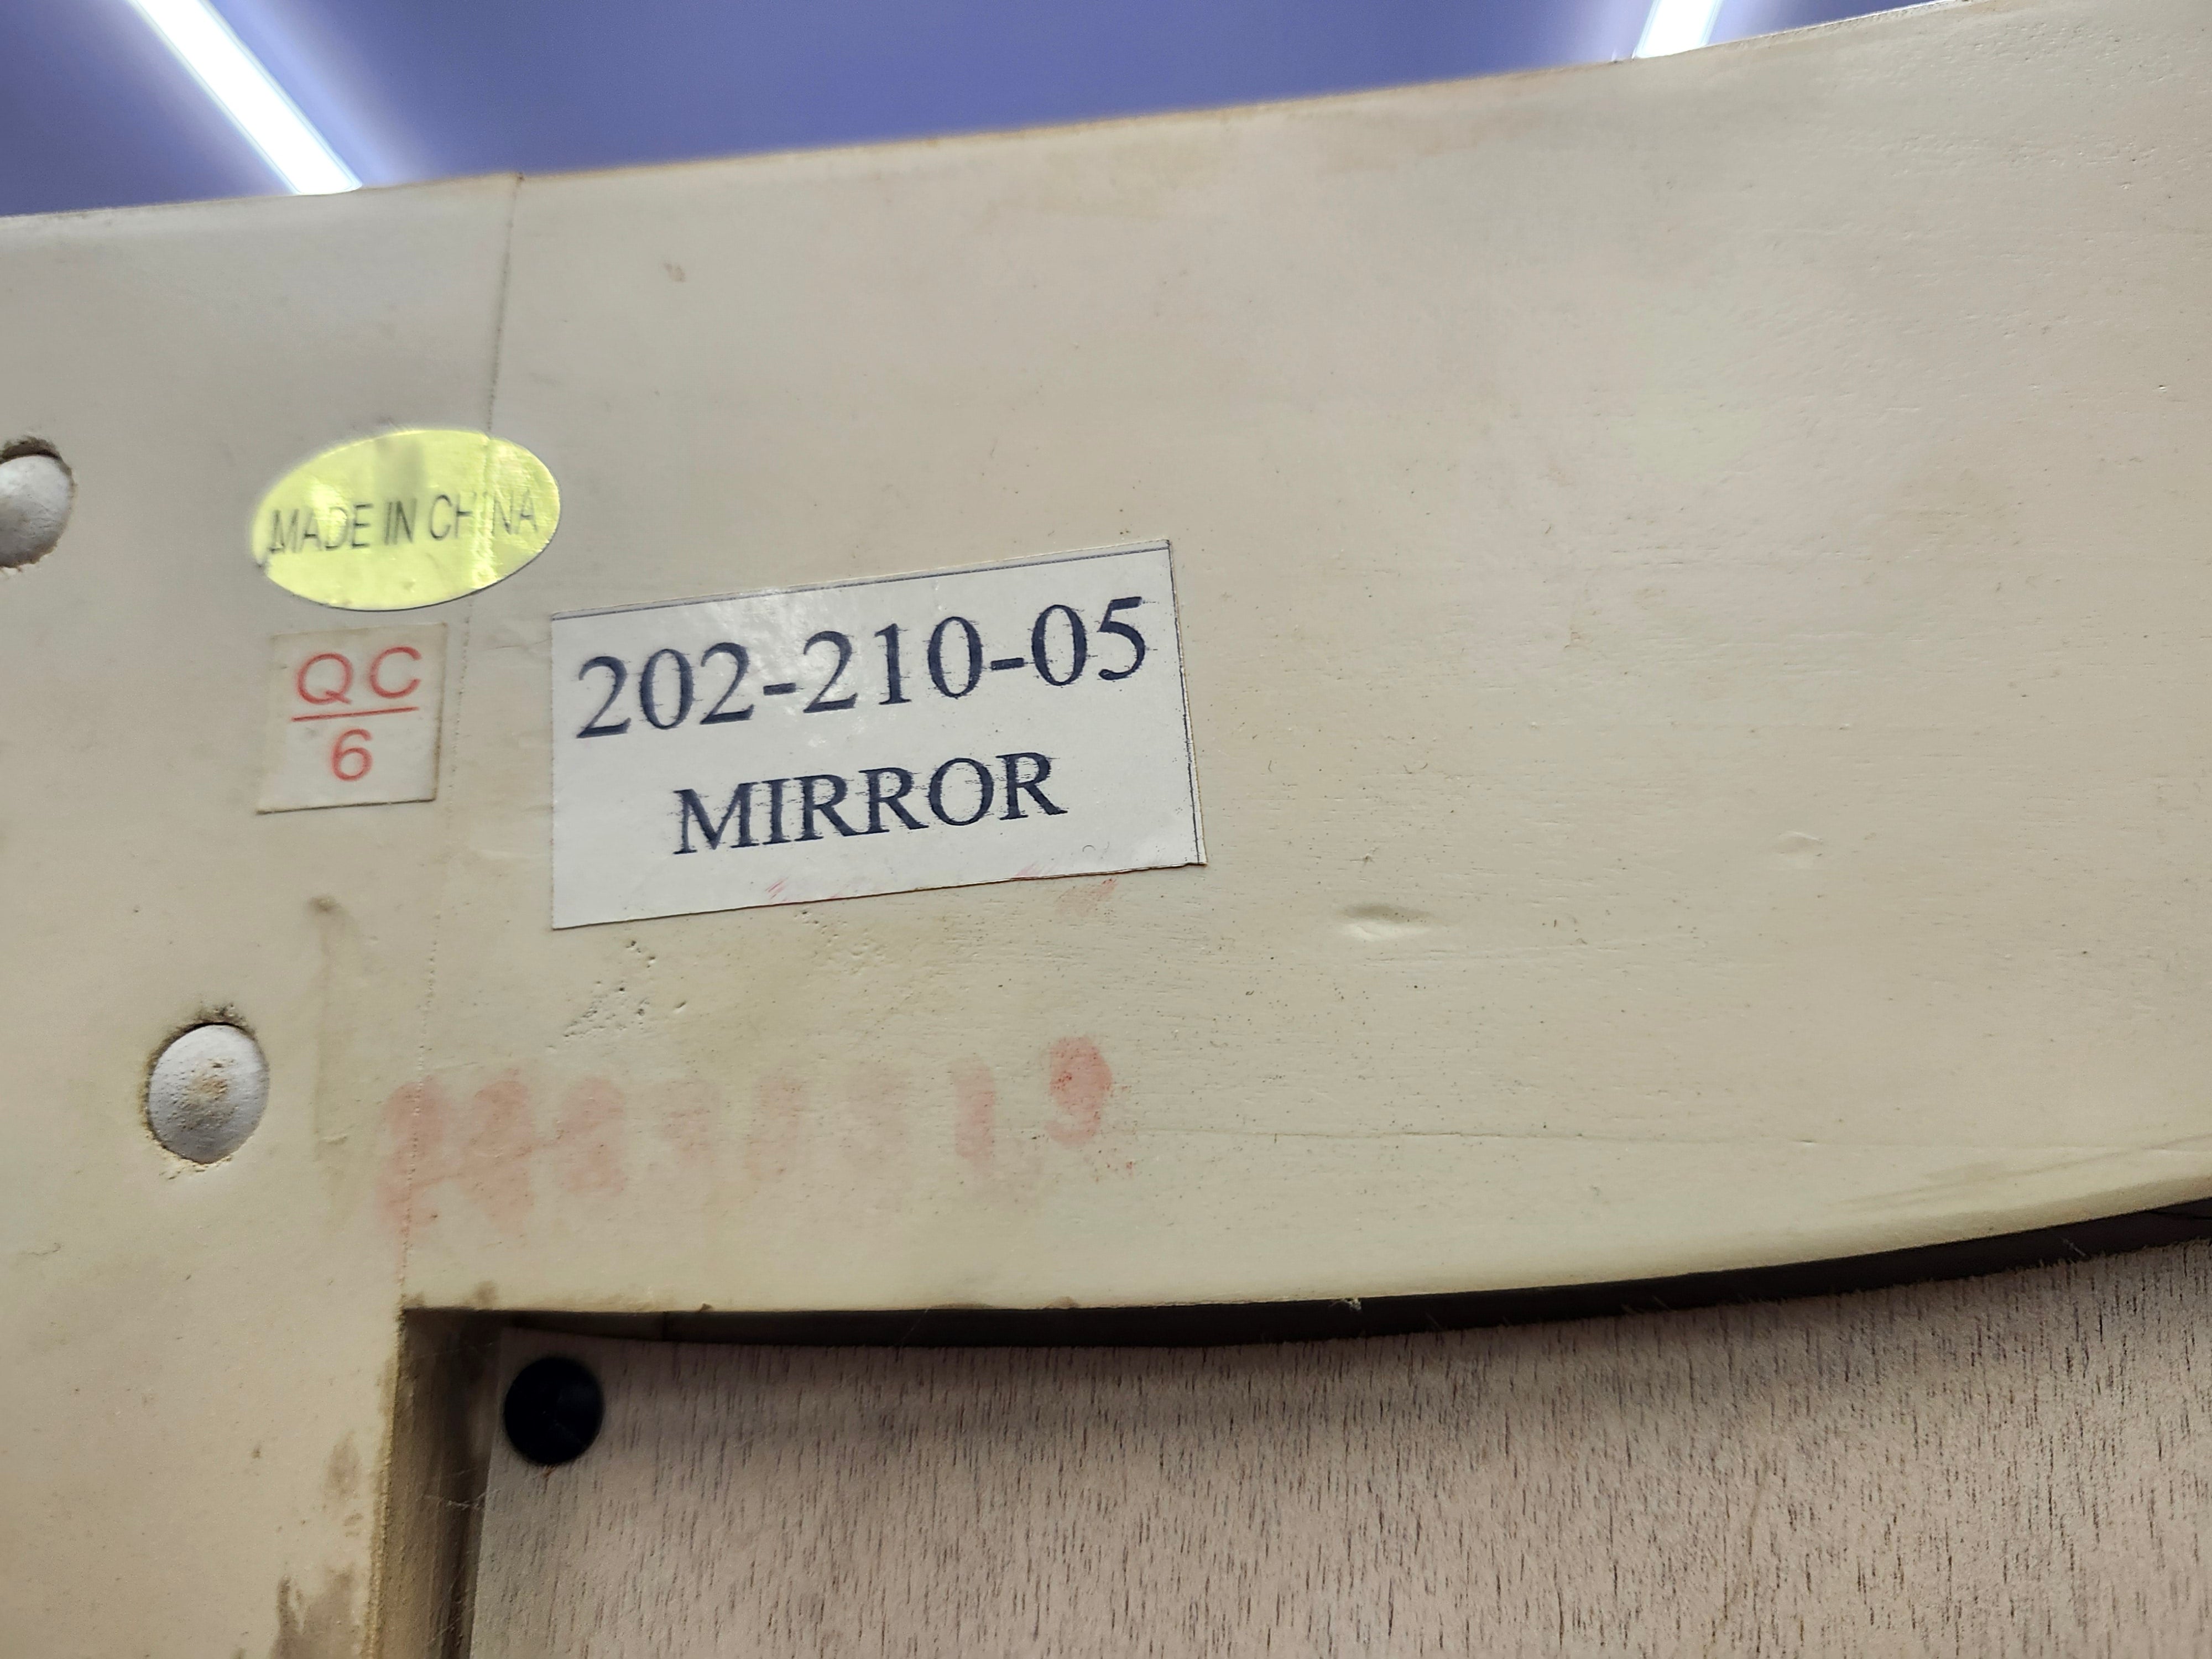 MADE IN CHINA
QC
6
202-210-05
MIRROR